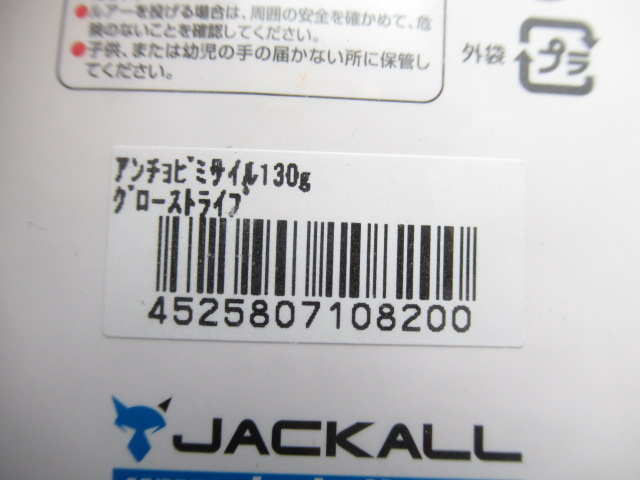 ●ルアーを投げる場合は、周囲の安全を確かめて、危
険のないことを確認してください。
●子供、または幼児の手の届かない所に保管し
てください。
外袋
プラ
ｱﾝﾁｮﾋﾞﾐｻｲﾙ130g
ｸﾞﾛｰｽﾄﾗｲﾌﾟ
4525807108200
JACKALL